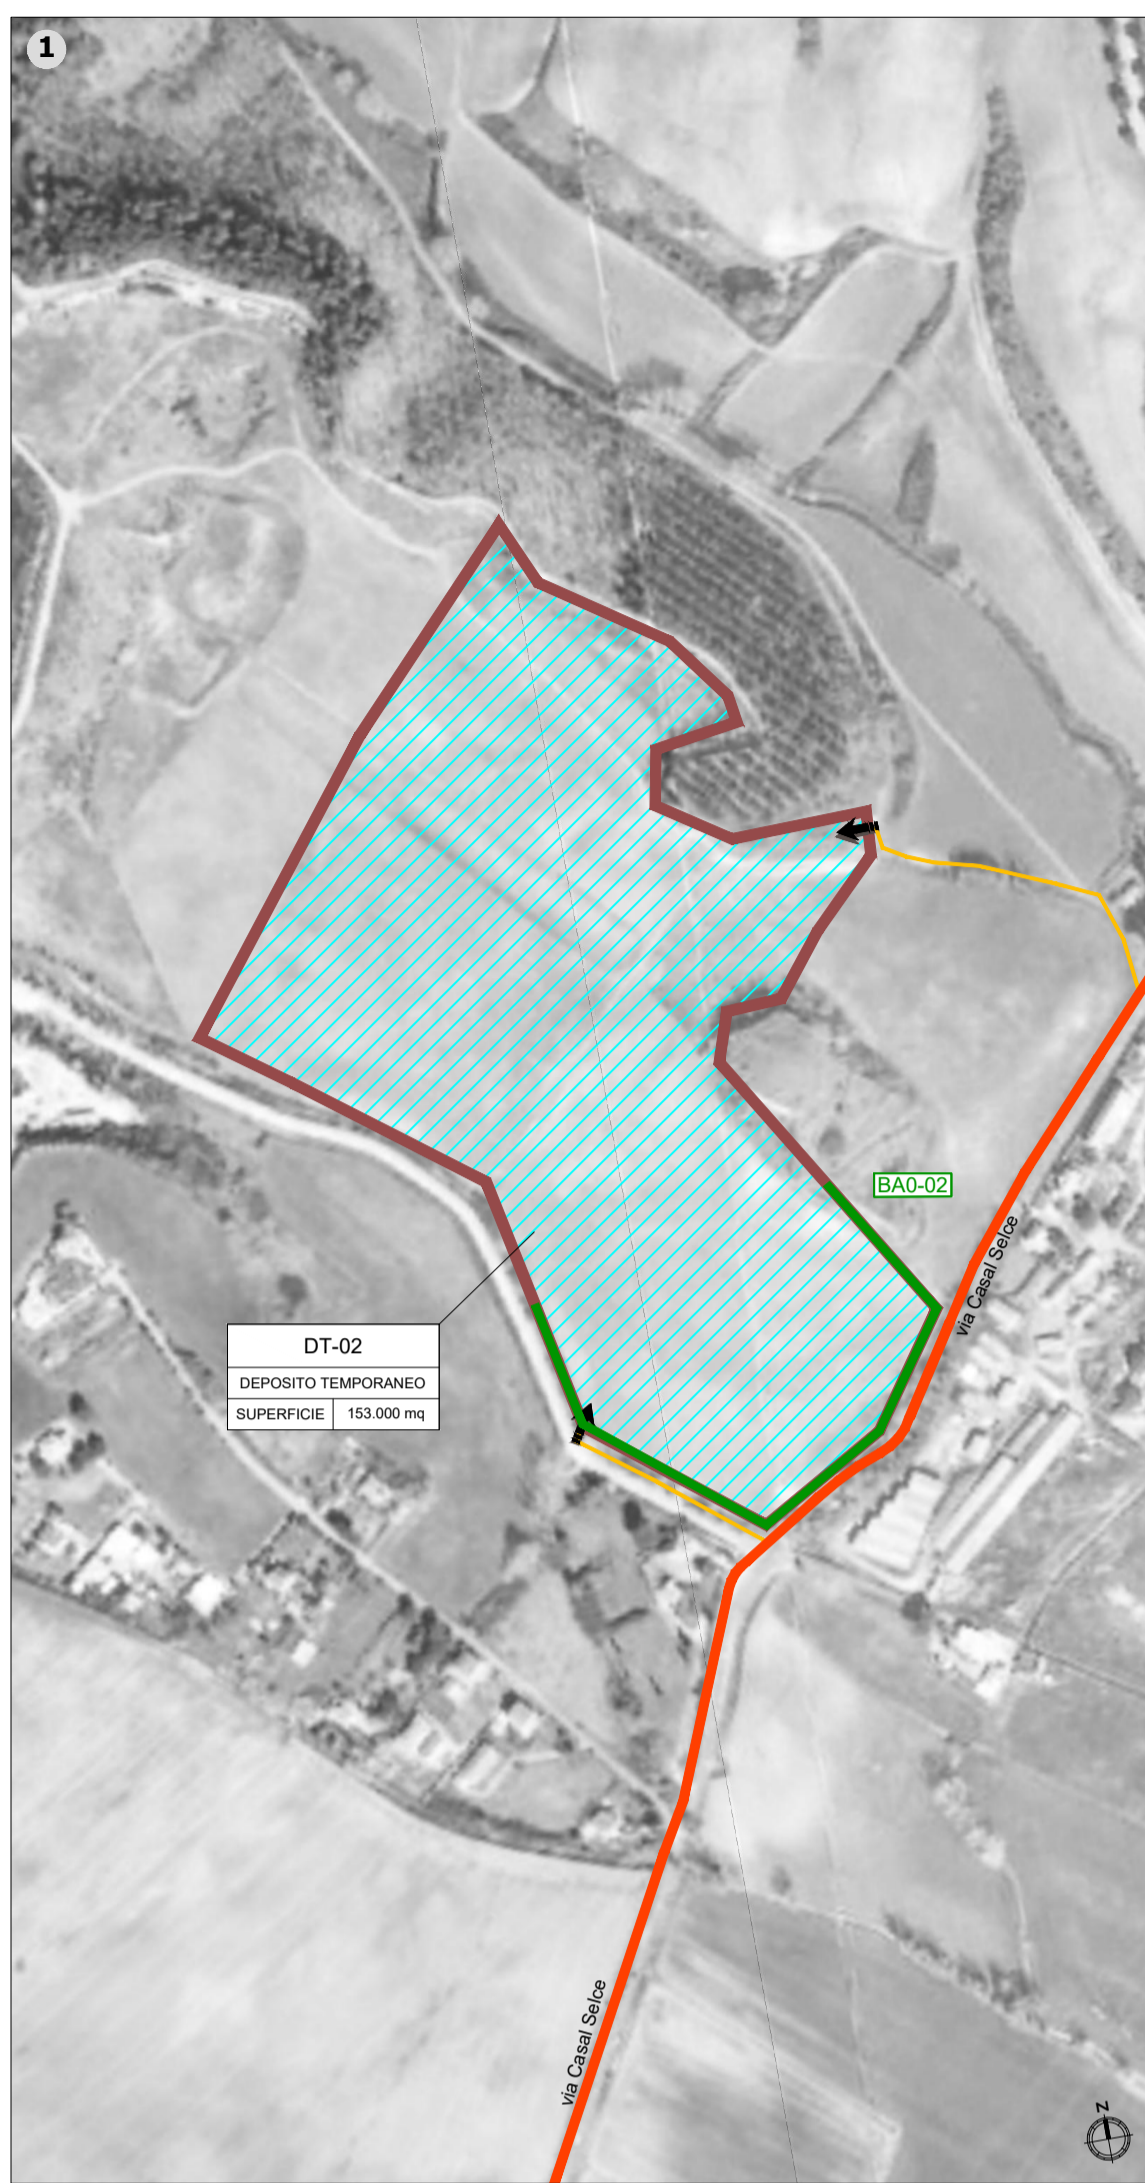 1
BA0-02
via Casal Selce
DT-02
DEPOSITO TEMPORANEO
SUPERFICIE 153.000 mq
via Casal Selce
N